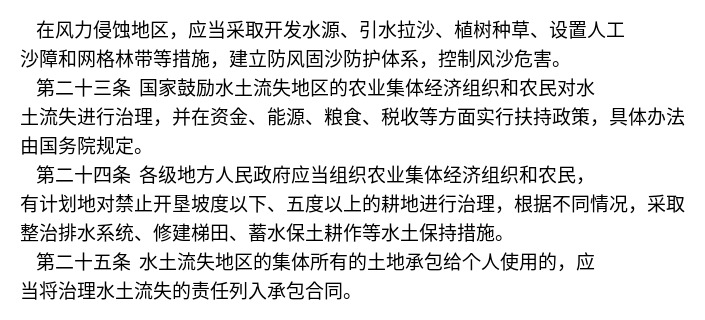 在风力侵蚀地区，应当采取开发水源、引水拉沙、植树种草、设置人工
沙障和网格林带等措施，建立防风固沙防护体系，控制风沙危害。
第二十三条 国家鼓励水土流失地区的农业集体经济组织和农民对水
土流失进行治理，并在资金、能源、粮食、税收等方面实行扶持政策，具体办法
由国务院规定。
第二十四条 各级地方人民政府应当组织农业集体经济组织和农民，
有计划地对禁止开垦坡度以下、五度以上的耕地进行治理，根据不同情况，采取
整治排水系统、修建梯田、蓄水保土耕作等水土保持措施。
第二十五条 水土流失地区的集体所有的土地承包给个人使用的，应
当将治理水土流失的责任列入承包合同。